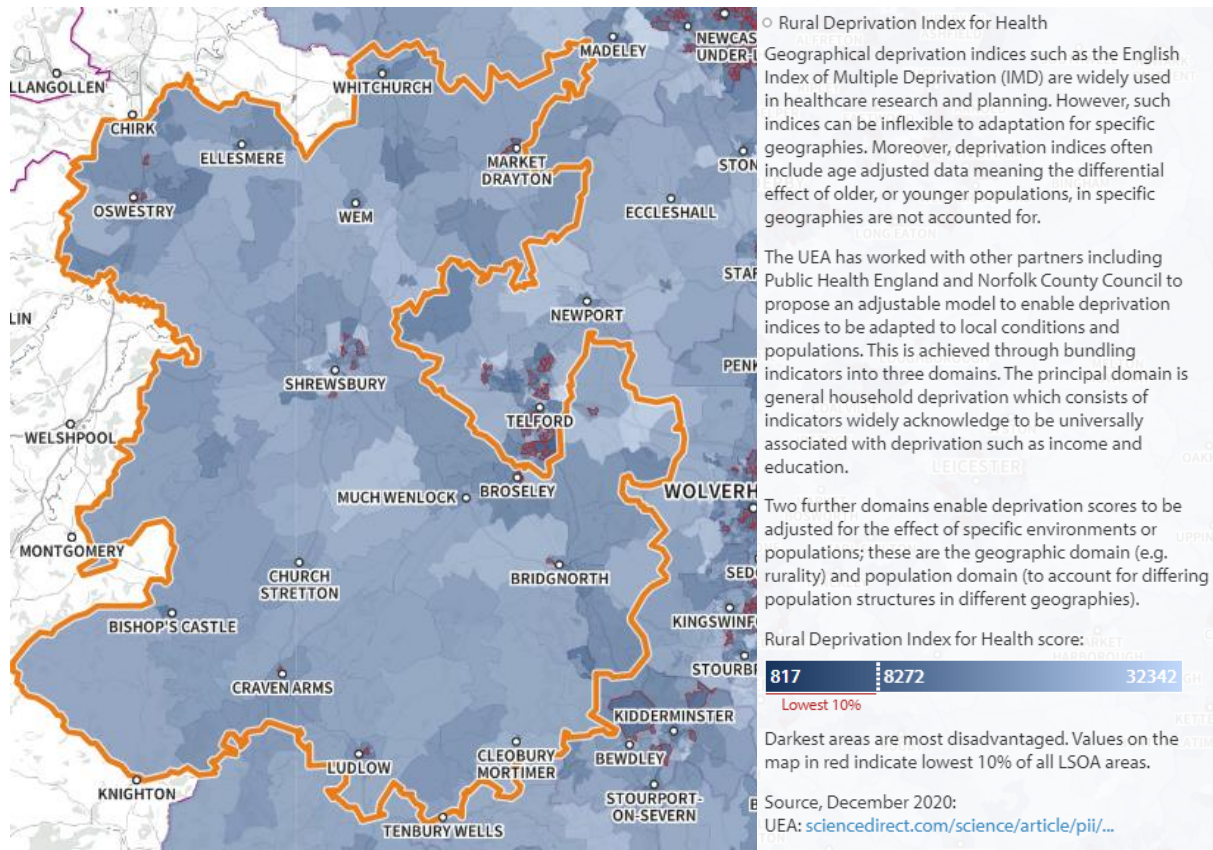 LLANGOLLEN
CHIRK
WHITCHURCH
MADELEY
NEWCAS
UNDER-L
ELLESMERE
MARKET
DRAYTON
STON
OSWESTRY
WEM
ECCLESHALL
STAF
LIN
NEWPORT
SHREWSBURY
PENK
TELFORD
WELSHPOOL
MUCH WENLOCK
BROSELEY
WOLVERH
MONTGOMERY
CHURCH
STRETTON
BRIDGNORTH
SED
BISHOP'S CASTLE
KINGSWINF
STOURB
CRAVEN ARMS
KIDDERMINSTER
LUDLOW
CLEOBURY
MORTIMER
BEWDLEY
KNIGHTON
STOURPORT-
ON-SEVERN
TENBURY WELLS
Rural Deprivation Index for Health
Geographical deprivation indices such as the English
Index of Multiple Deprivation (IMD) are widely used
in healthcare research and planning. However, such
indices can be inflexible to adaptation for specific
geographies. Moreover, deprivation indices often
include age adjusted data meaning the differential
effect of older, or younger populations, in specific
geographies are not accounted for.
The UEA has worked with other partners including
Public Health England and Norfolk County Council to
propose an adjustable model to enable deprivation
indices to be adapted to local conditions and
populations. This is achieved through bundling
indicators into three domains. The principal domain is
general household deprivation which consists of
indicators widely acknowledge to be universally
associated with deprivation such as income and
education.
LEICESTER
Two further domains enable deprivation scores to be
adjusted for the effect of specific environments or
populations; these are the geographic domain (e.g.
rurality) and population domain (to account for differing
population structures in different geographies).
Rural Deprivation Index for Health score:
817 8272 32342
Lowest 10%
Darkest areas are most disadvantaged. Values on the
map in red indicate lowest 10% of all LSOA areas.
Source, December 2020:
UEA: sciencedirect.com/science/article/pii/...